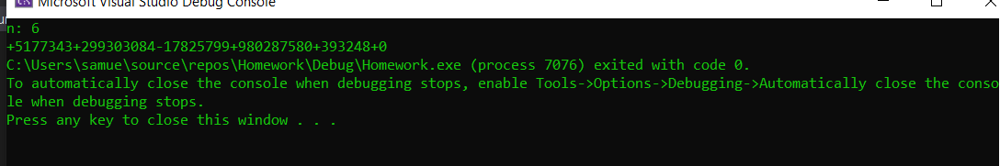 Microsoft Visual Studio Debug Console
n: 6
+5177343+299303084-17825799+980287580+393248+0
C:\Users\samue\source\repos\Homework\Debug\Homework.exe (process 7076) exited with code 0.
To automatically close the console when debugging stops, enable Tools->Options->Debugging->Automatically close the conso
le when debugging stops.
Press any key to close this window . . .